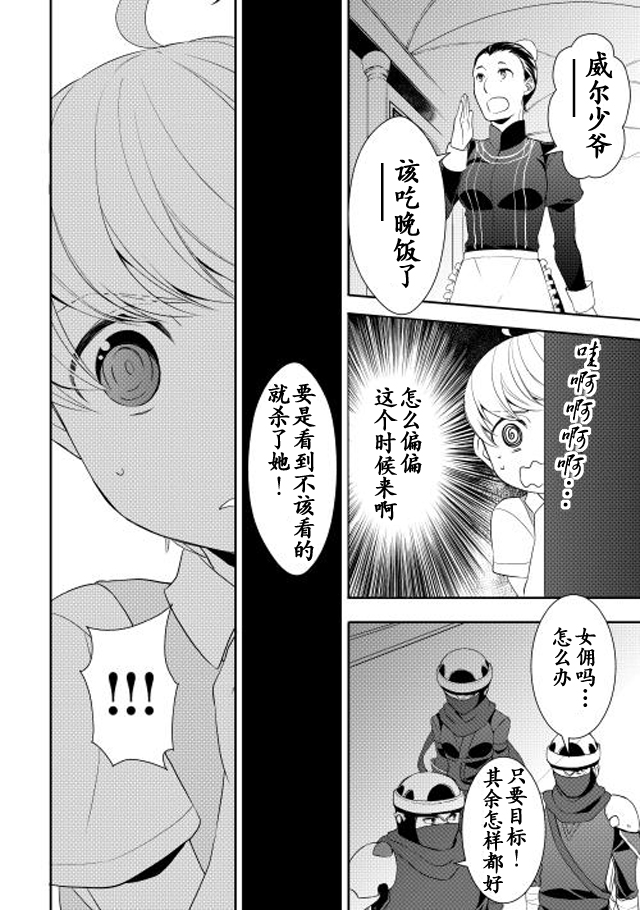 威尔少爷——
该吃晚饭了——
哇啊啊啊啊…
怎么偏偏
这个时候来啊
女佣吗…
怎么办
只要目标！
其余怎样都好
要是看到不该看的
就杀了她！
!!!